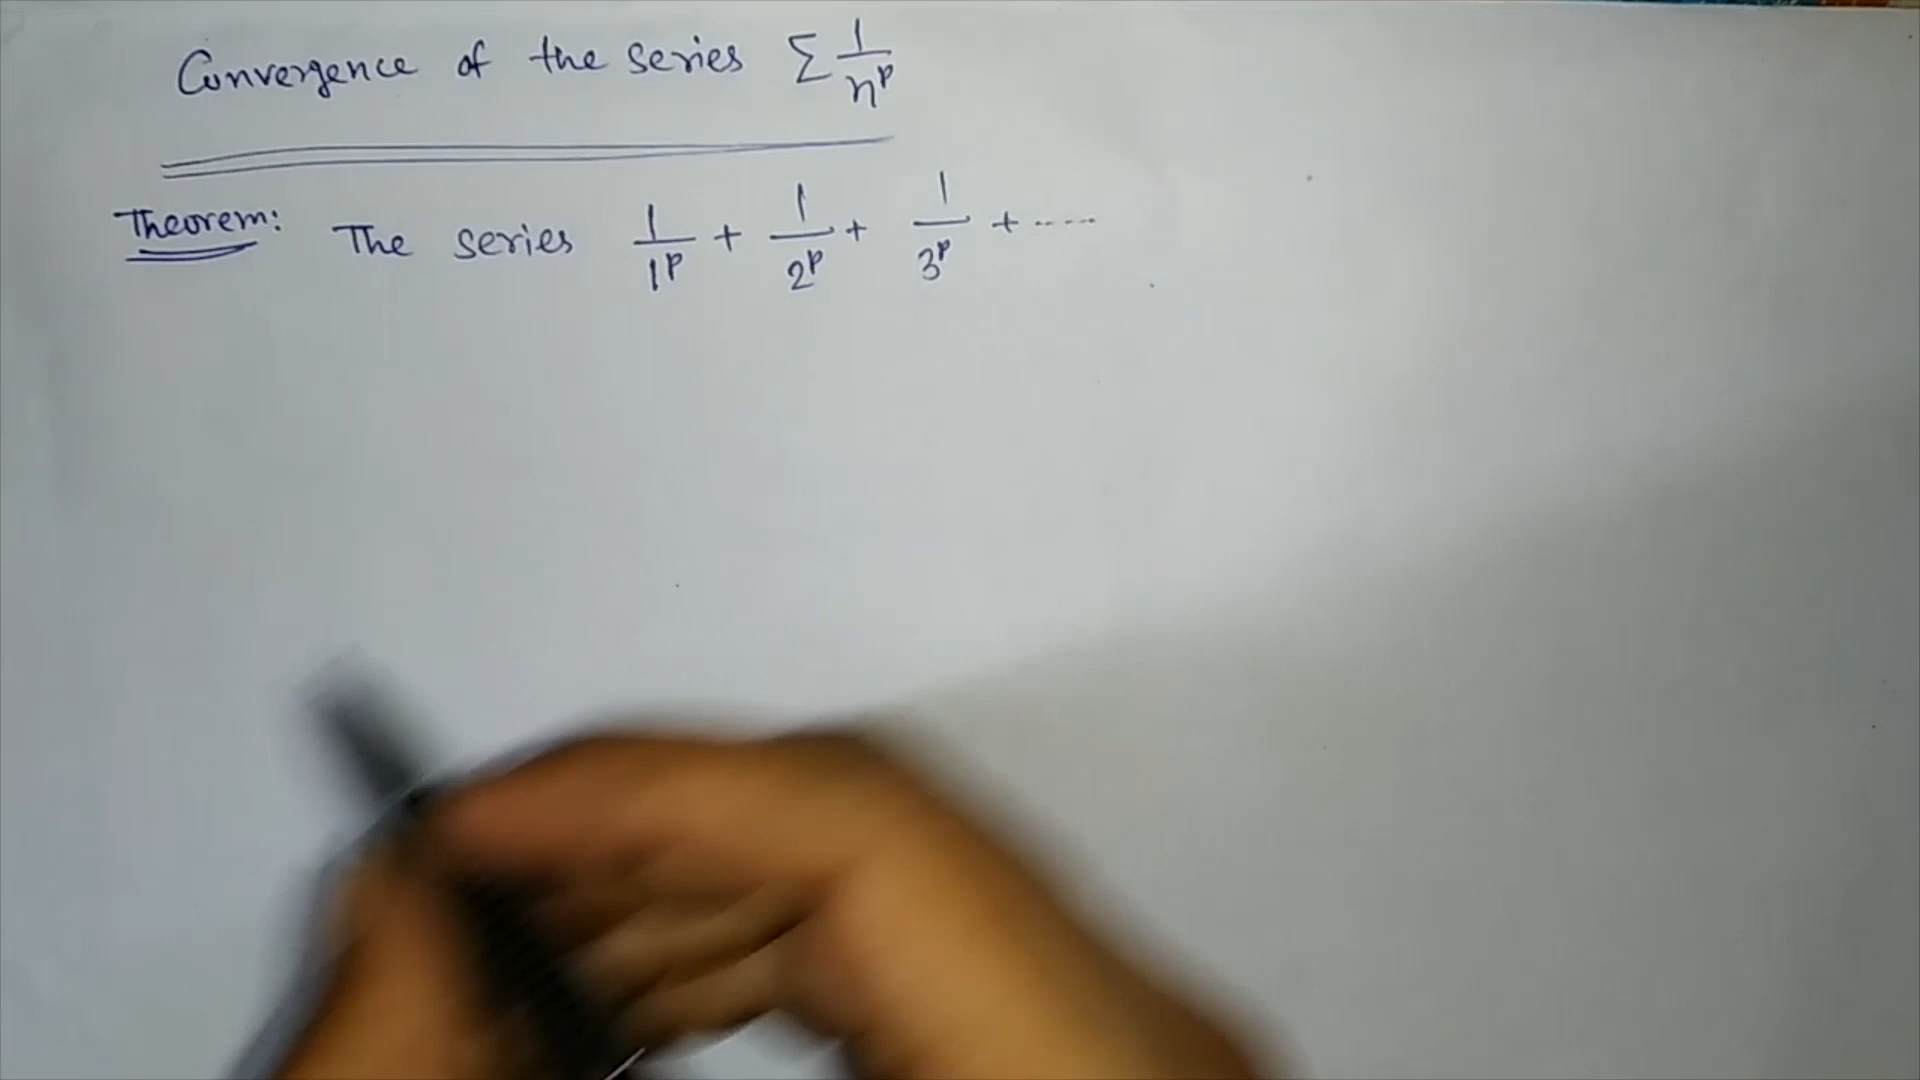 Convergence of the series ∑ 1/n^p
Theorem: The series 1/1^p + 1/2^p + 1/3^p + .....